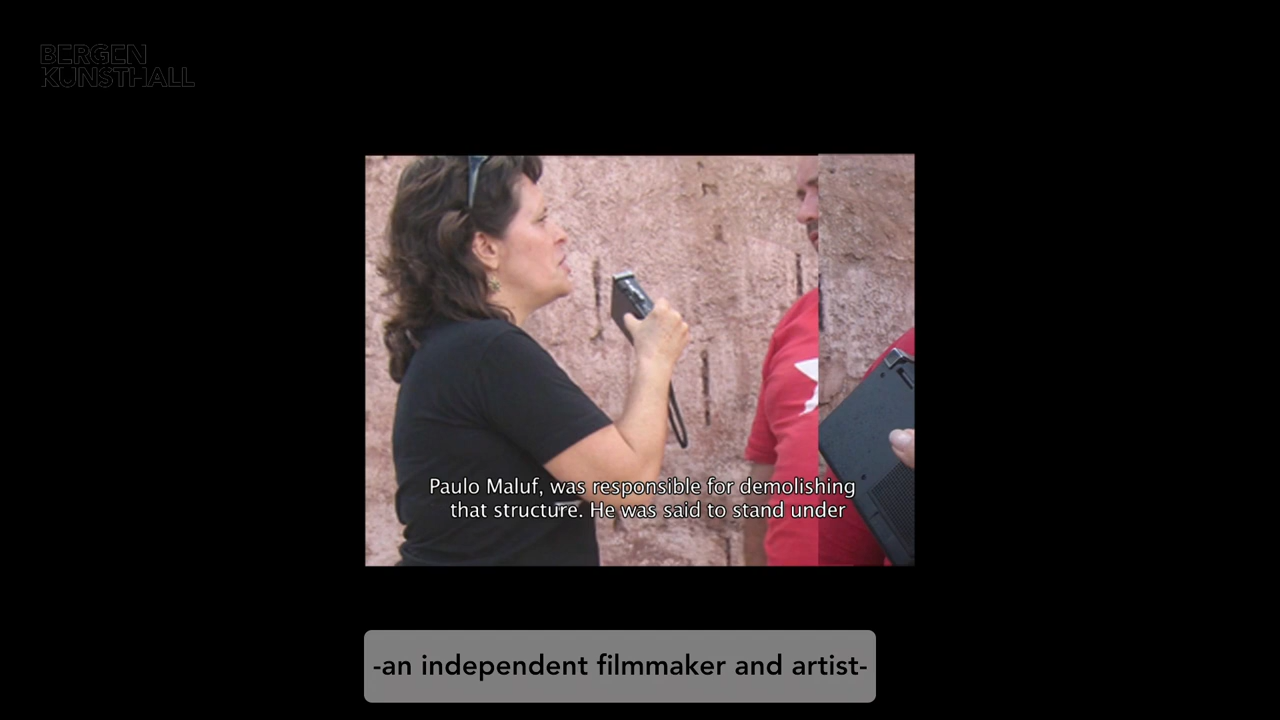 BERGEN
KUNSTHALL
Paulo Maluf, was responsible for demolishing
that structure. He was said to stand under
-an independent filmmaker and artist-